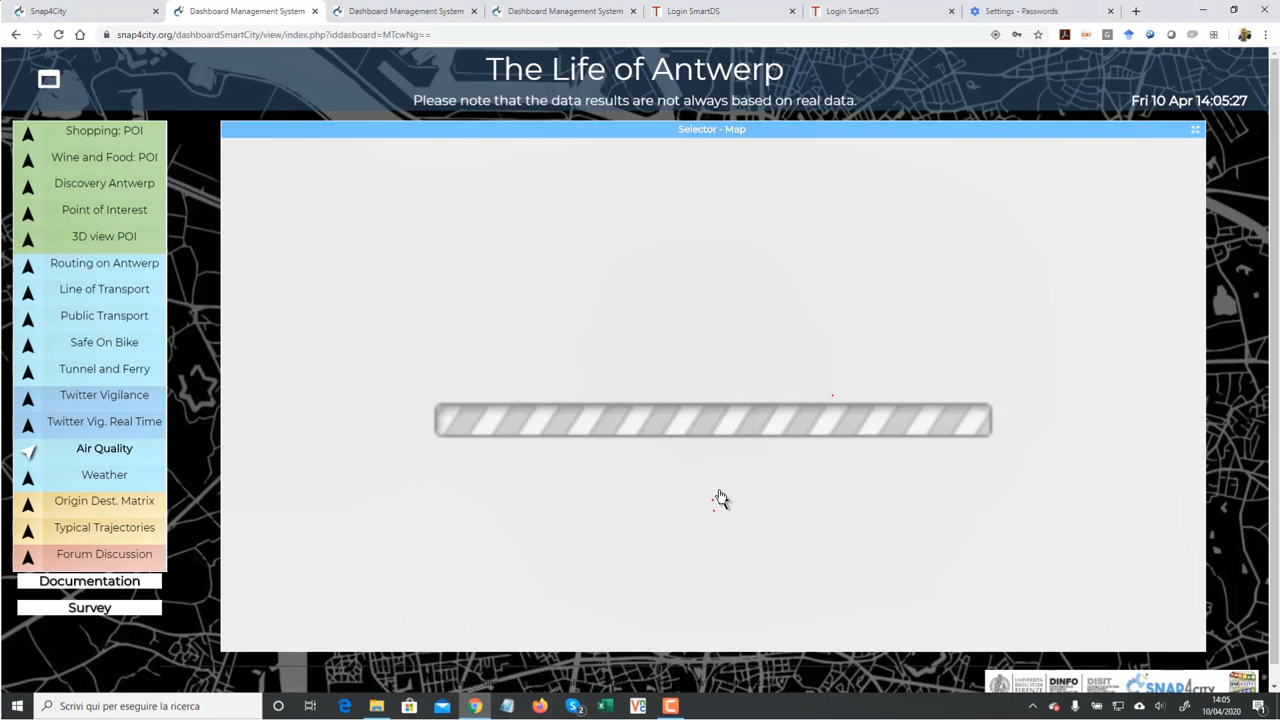 Snap4City
Dashboard Management System
Dashboard Management System
Dashboard Management System
Login SmartDS
Login SmartDS
Settings - Passwords
snap4city.org/dashboardSmartCity/view/index.php?iddasboard=MTcwNg==
The Life of Antwerp
Please note that the data results are not always based on real data.
Fri 10 Apr 14:05:27
Selector - Map
Shopping: POI
Wine and Food: POI
Discovery Antwerp
Point of Interest
3D view POI
Routing on Antwerp
Line of Transport
Public Transport
Safe On Bike
Tunnel and Ferry
Twitter Vigilance
Twitter Vig. Real Time
Air Quality
Weather
Origin Dest. Matrix
Typical Trajectories
Forum Discussion
Documentation
Survey
UNIVERSITÀ
DEGLI STUDI
FIRENZE
DINFO
DISIT
SNAP4CITY
Scrivi qui per eseguire la ricerca
14:05
10/04/2020